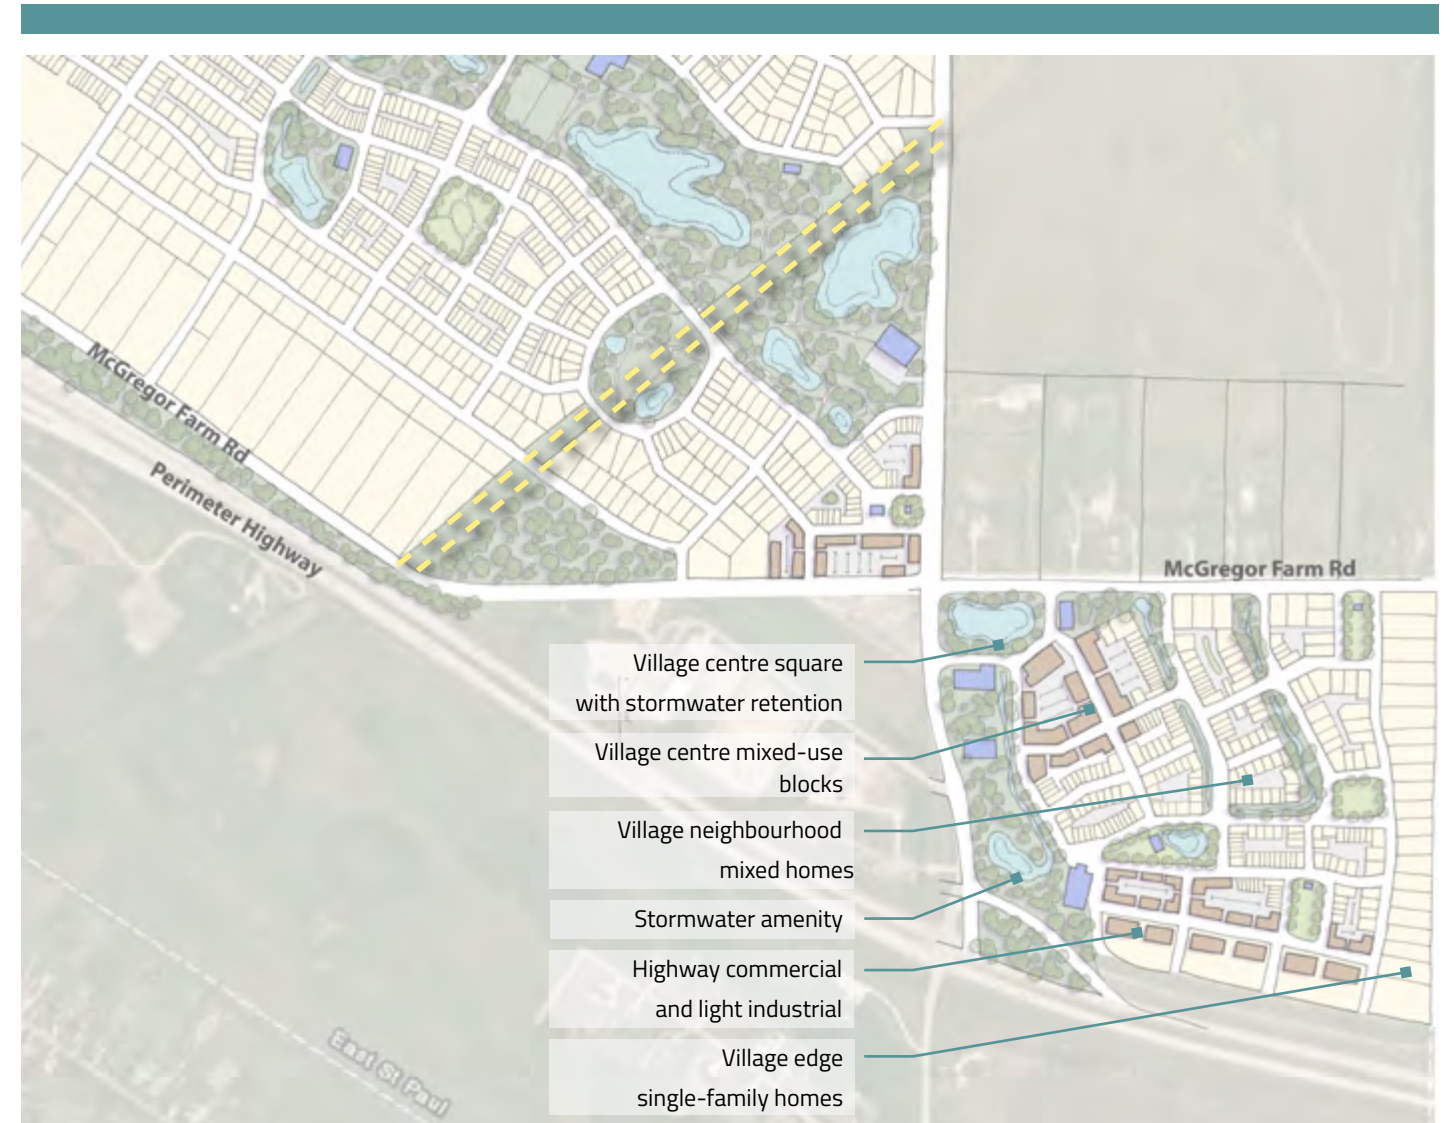 McGregor Farm Rd
Perimeter Highway
McGregor Farm Rd
Village centre square
with stormwater retention
Village centre mixed-use
blocks
Village neighbourhood
mixed homes
Stormwater amenity
Highway commercial
and light industrial
Village edge
single-family homes
East St Paul